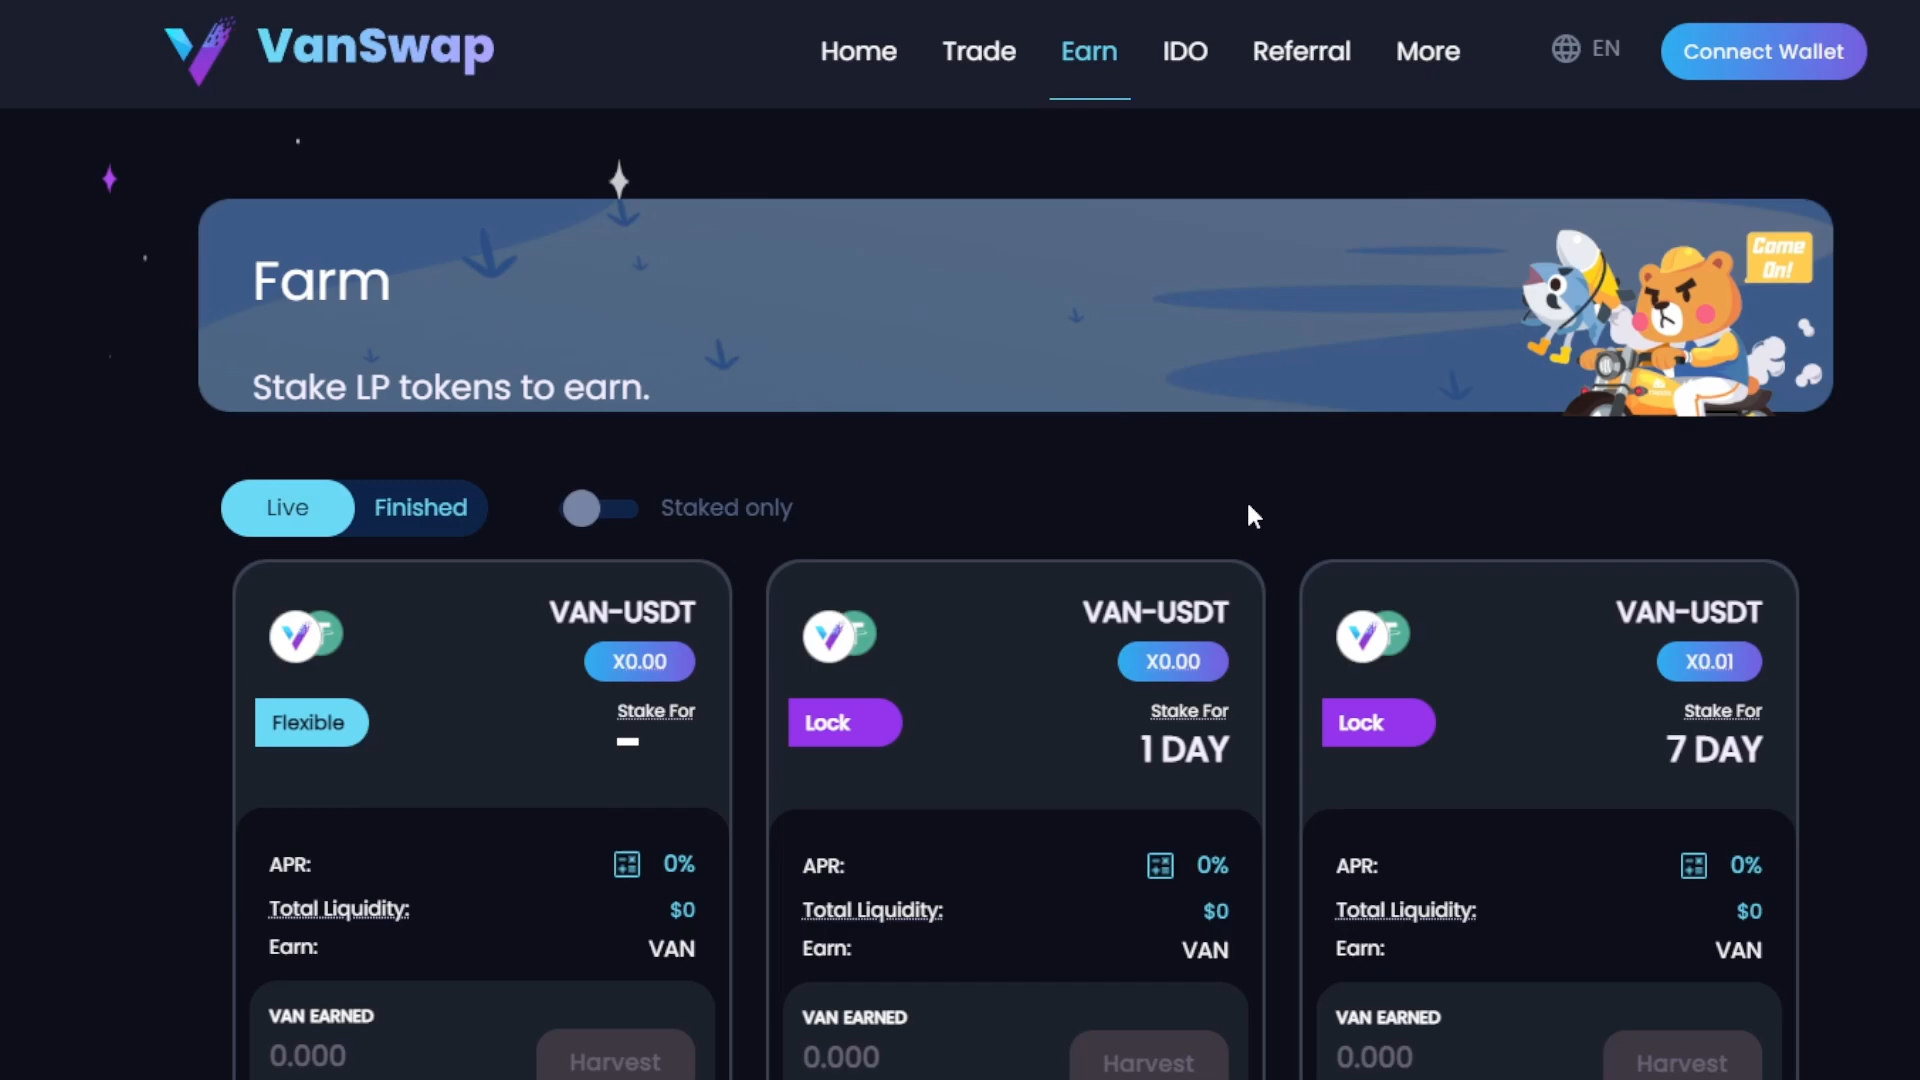 VanSwap
Home Trade Earn IDO Referral More EN Connect Wallet
Farm
Come
On!
Stake LP tokens to earn.
Live Finished Staked only
VAN-USDT
X0.00
Flexible
Stake For
-
APR: 0%
Total Liquidity: $0
Earn: VAN
VAN EARNED
0.000 Harvest
VAN-USDT
X0.00
Lock
Stake For
1 DAY
APR: 0%
Total Liquidity: $0
Earn: VAN
VAN EARNED
0.000 Harvest
VAN-USDT
X0.01
Lock
Stake For
7 DAY
APR: 0%
Total Liquidity: $0
Earn: VAN
VAN EARNED
0.000 Harvest